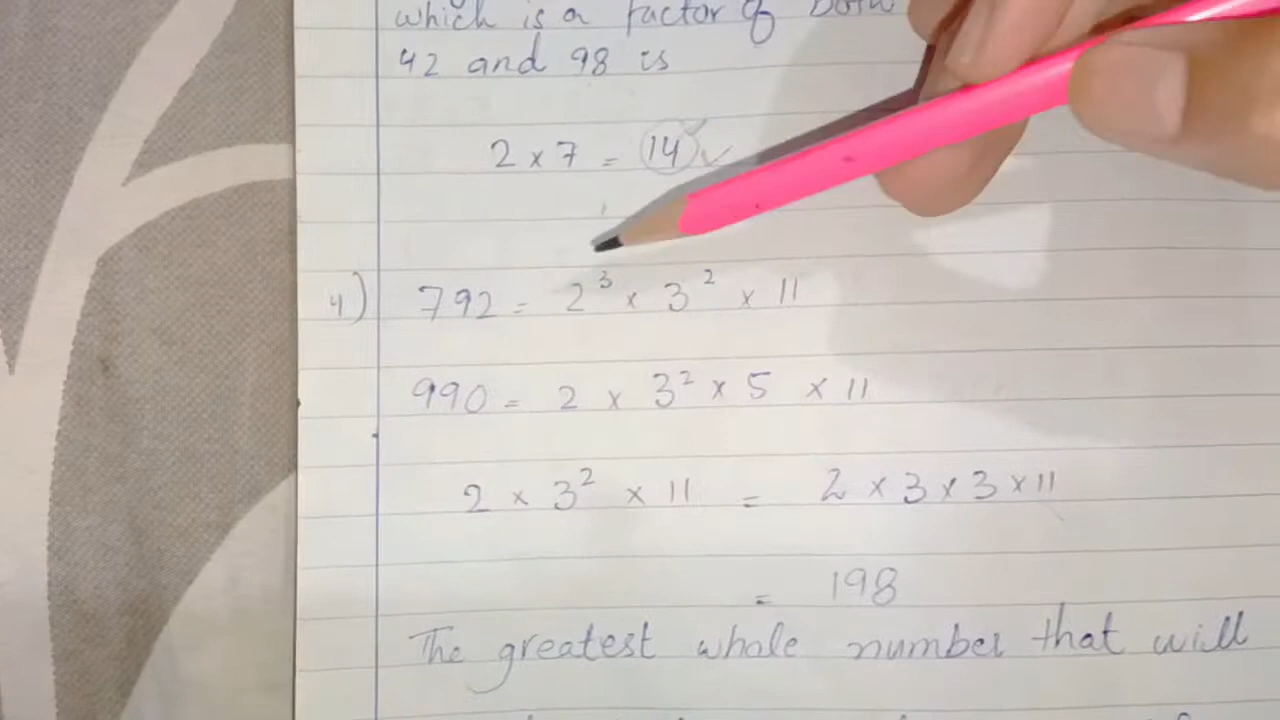 which is a factor of both
42 and 98 is
2 x 7 = 14 ✓
4) 792 = 2³ x 3² x 11
990 = 2 x 3² x 5 x 11
2 x 3² x 11 = 2 x 3 x 3 x 11
= 198
The greatest whole number that will